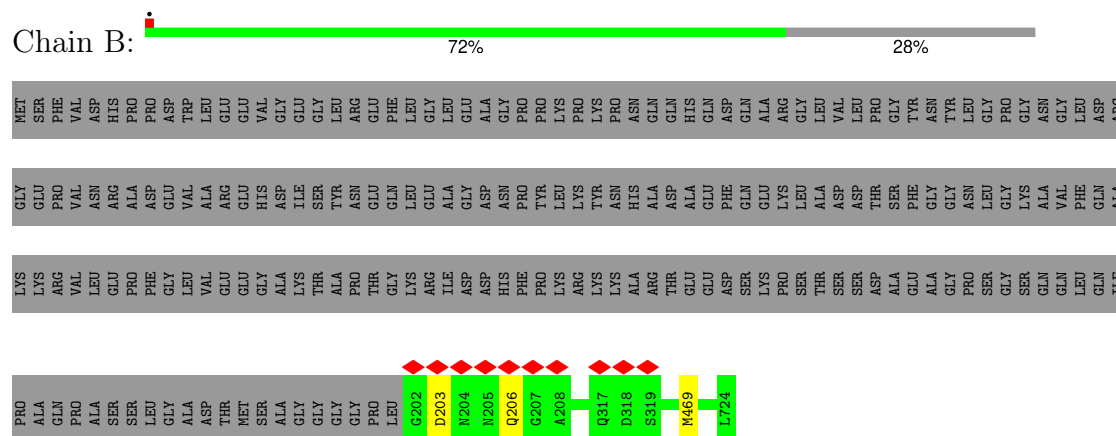 Chain B:
72% 28%
MET SER PHE VAL ASP HIS PRO PRO ASP TRP LEU GLU GLU VAL GLY GLU GLY LEU ARG GLU PHE LEU GLY LEU GLU ALA GLY PRO PRO LYS PRO LYS PRO ASN GLN GLN HIS GLN ASP GLN ALA ARG GLY LEU VAL LEU PRO GLY TYR ASN TYR LEU GLY PRO GLY ASN GLY LEU ASP ARG
GLY GLU PRO VAL ASN ARG ALA ASP GLU VAL ALA ARG GLU HIS ASP ILE SER TYR ASN GLU GLN LEU GLU ALA GLY ASP ASN PRO TYR LEU LYS TYR ASN HIS ALA ASP ALA GLU PHE GLN GLU LYS LEU ALA ASP ASP THR SER PHE GLY GLY ASN LEU GLY LYS ALA VAL PHE GLN ALA
LYS LYS ARG VAL LEU GLU PRO PHE GLY LEU VAL GLU GLU GLY ALA LYS THR ALA PRO THR GLY LYS ARG ILE ASP ASP HIS PHE PRO LYS ARG LYS LYS ALA ARG THR GLU GLU ASP SER LYS PRO SER THR SER SER ASP ALA GLU ALA GLY PRO SER GLY SER GLN GLN LEU GLN ILE
PRO ALA GLN PRO ALA SER SER LEU GLY ALA ASP THR MET SER ALA GLY GLY GLY GLY PRO LEU G202 D203 N204 N205 Q206 G207 A208 Q317 D318 S319 M469 L724